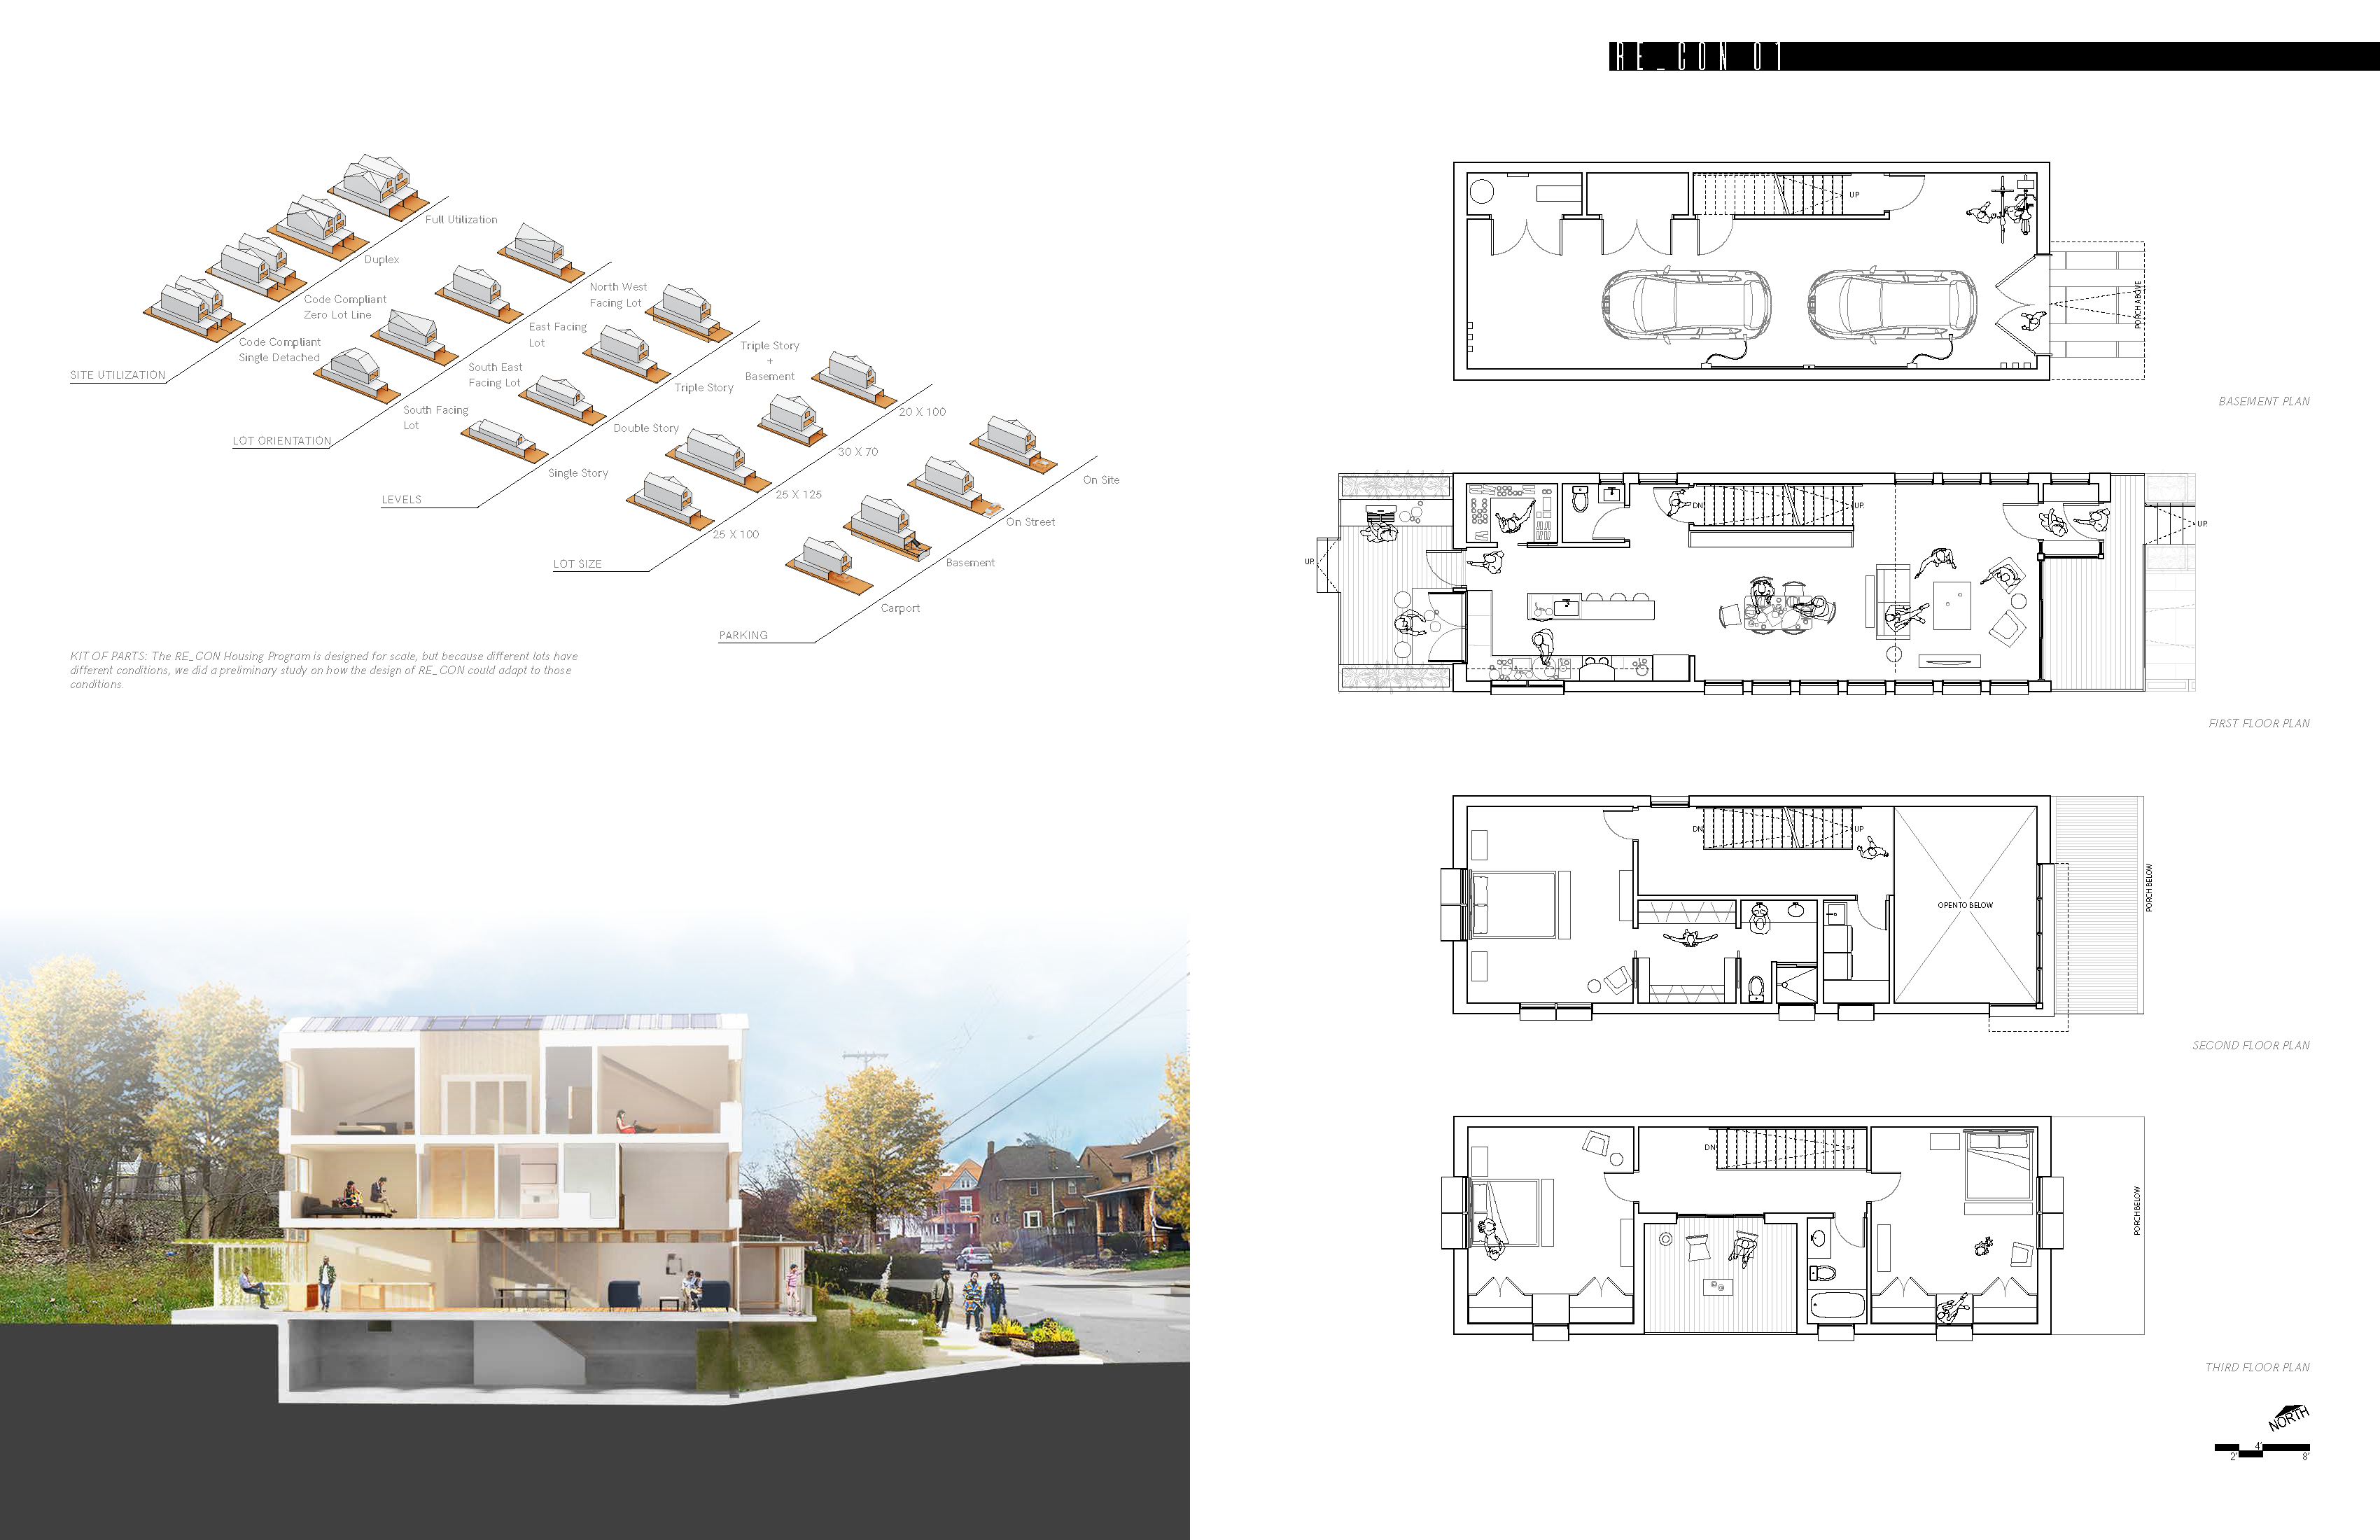 RE_CON 01
Full Utilization
Duplex
Code Compliant
Zero Lot Line
Code Compliant
Single Detached
SITE UTILIZATION
North West
Facing Lot
East Facing
Lot
South East
Facing Lot
South Facing
Lot
LOT ORIENTATION
Triple Story
+
Basement
Triple Story
Double Story
Single Story
LEVELS
20 X 100
30 X 70
25 X 125
25 X 100
LOT SIZE
On Site
On Street
Basement
Carport
PARKING
KIT OF PARTS: The RE_CON Housing Program is designed for scale, but because different lots have
different conditions, we did a preliminary study on how the design of RE_CON could adapt to those
conditions.
UP
PORCH ABOVE
BASEMENT PLAN
UP
DN
UP
UP
FIRST FLOOR PLAN
DN
UP
OPEN TO BELOW
PORCH BELOW
SECOND FLOOR PLAN
DN
PORCH BELOW
THIRD FLOOR PLAN
NORTH
4'
2'
8'